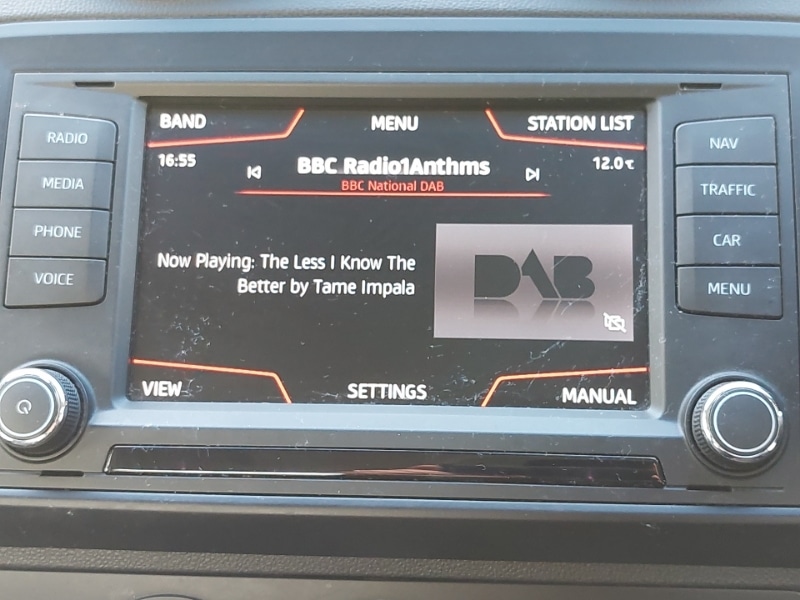 BAND MENU STATION LIST
16:55 BBC Radio1Anthms 12.0°C
BBC National DAB
Now Playing: The Less I Know The
Better by Tame Impala
DAB
VIEW SETTINGS MANUAL
RADIO
MEDIA
PHONE
VOICE
NAV
TRAFFIC
CAR
MENU